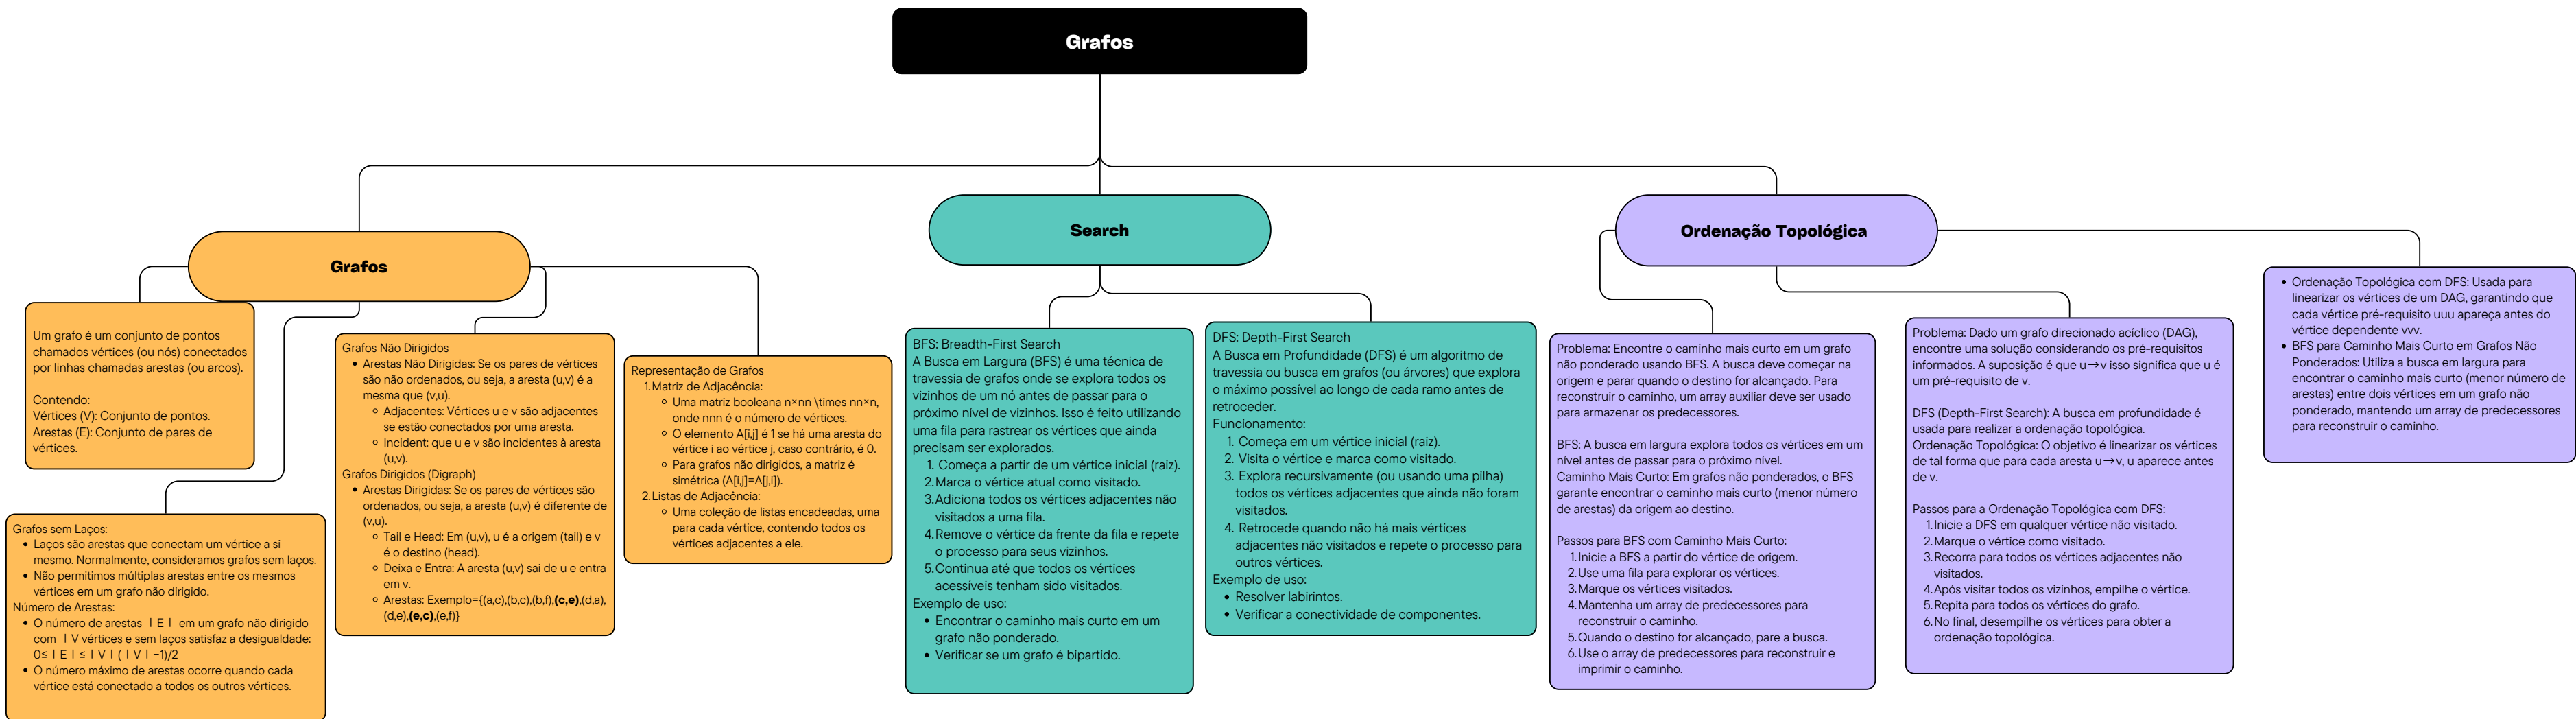 Grafos
Grafos
Um grafo é um conjunto de pontos
chamados vértices (ou nós) conectados
por linhas chamadas arestas (ou arcos).
Contendo:
Vértices (V): Conjunto de pontos.
Arestas (E): Conjunto de pares de
vértices.
Grafos sem Laços:
• Laços são arestas que conectam um vértice a si
mesmo. Normalmente, consideramos grafos sem laços.
• Não permitimos múltiplas arestas entre os mesmos
vértices em um grafo não dirigido.
Número de Arestas:
• O número de arestas ∣E∣ em um grafo não dirigido
com ∣V vértices e sem laços satisfaz a desigualdade:
0≤∣E∣≤∣V∣(∣V∣−1)/2
• O número máximo de arestas ocorre quando cada
vértice está conectado a todos os outros vértices.
Grafos Não Dirigidos
• Arestas Não Dirigidas: Se os pares de vértices
são não ordenados, ou seja, a aresta (u,v) é a
mesma que (v,u).
◦ Adjacentes: Vértices u e v são adjacentes
se estão conectados por uma aresta.
◦ Incident: que u e v são incidentes à aresta
(u,v).
Grafos Dirigidos (Digraph)
• Arestas Dirigidas: Se os pares de vértices são
ordenados, ou seja, a aresta (u,v) é diferente de
(v,u).
◦ Tail e Head: Em (u,v), u é a origem (tail) e v
é o destino (head).
◦ Deixa e Entra: A aresta (u,v) sai de u e entra
em v.
◦ Arestas: Exemplo={(a,c),(b,c),(b,f),(c,e),(d,a),
(d,e),(e,c),(e,f)}
Representação de Grafos
1. Matriz de Adjacência:
◦ Uma matriz booleana n×nn \times nn×n,
onde nnn é o número de vértices.
◦ O elemento A[i,j] é 1 se há uma aresta do
vértice i ao vértice j, caso contrário, é 0.
◦ Para grafos não dirigidos, a matriz é
simétrica (A[i,j]=A[j,i]).
2. Listas de Adjacência:
◦ Uma coleção de listas encadeadas, uma
para cada vértice, contendo todos os
vértices adjacentes a ele.
Search
BFS: Breadth-First Search
A Busca em Largura (BFS) é uma técnica de
travessia de grafos onde se explora todos os
vizinhos de um nó antes de passar para o
próximo nível de vizinhos. Isso é feito utilizando
uma fila para rastrear os vértices que ainda
precisam ser explorados.
1. Começa a partir de um vértice inicial (raiz).
2. Marca o vértice atual como visitado.
3. Adiciona todos os vértices adjacentes não
visitados a uma fila.
4. Remove o vértice da frente da fila e repete
o processo para seus vizinhos.
5. Continua até que todos os vértices
acessíveis tenham sido visitados.
Exemplo de uso:
• Encontrar o caminho mais curto em um
grafo não ponderado.
• Verificar se um grafo é bipartido.
DFS: Depth-First Search
A Busca em Profundidade (DFS) é um algoritmo de
travessia ou busca em grafos (ou árvores) que explora
o máximo possível ao longo de cada ramo antes de
retroceder.
Funcionamento:
1. Começa em um vértice inicial (raiz).
2. Visita o vértice e marca como visitado.
3. Explora recursivamente (ou usando uma pilha)
todos os vértices adjacentes que ainda não foram
visitados.
4. Retrocede quando não há mais vértices
adjacentes não visitados e repete o processo para
outros vértices.
Exemplo de uso:
• Resolver labirintos.
• Verificar a conectividade de componentes.
Ordenação Topológica
Problema: Encontre o caminho mais curto em um grafo
não ponderado usando BFS. A busca deve começar na
origem e parar quando o destino for alcançado. Para
reconstruir o caminho, um array auxiliar deve ser usado
para armazenar os predecessores.
BFS: A busca em largura explora todos os vértices em um
nível antes de passar para o próximo nível.
Caminho Mais Curto: Em grafos não ponderados, o BFS
garante encontrar o caminho mais curto (menor número
de arestas) da origem ao destino.
Passos para BFS com Caminho Mais Curto:
1. Inicie a BFS a partir do vértice de origem.
2. Use uma fila para explorar os vértices.
3. Marque os vértices visitados.
4. Mantenha um array de predecessores para
reconstruir o caminho.
5. Quando o destino for alcançado, pare a busca.
6. Use o array de predecessores para reconstruir e
imprimir o caminho.
Problema: Dado um grafo direcionado acíclico (DAG),
encontre uma solução considerando os pré-requisitos
informados. A suposição é que u→v isso significa que u é
um pré-requisito de v.
DFS (Depth-First Search): A busca em profundidade é
usada para realizar a ordenação topológica.
Ordenação Topológica: O objetivo é linearizar os vértices
de tal forma que para cada aresta u→v, u aparece antes
de v.
Passos para a Ordenação Topológica com DFS:
1. Inicie a DFS em qualquer vértice não visitado.
2. Marque o vértice como visitado.
3. Recorra para todos os vértices adjacentes não
visitados.
4. Após visitar todos os vizinhos, empilhe o vértice.
5. Repita para todos os vértices do grafo.
6. No final, desempilhe os vértices para obter a
ordenação topológica.
• Ordenação Topológica com DFS: Usada para
linearizar os vértices de um DAG, garantindo que
cada vértice pré-requisito uuu apareça antes do
vértice dependente vvv.
• BFS para Caminho Mais Curto em Grafos Não
Ponderados: Utiliza a busca em largura para
encontrar o caminho mais curto (menor número de
arestas) entre dois vértices em um grafo não
ponderado, mantendo um array de predecessores
para reconstruir o caminho.